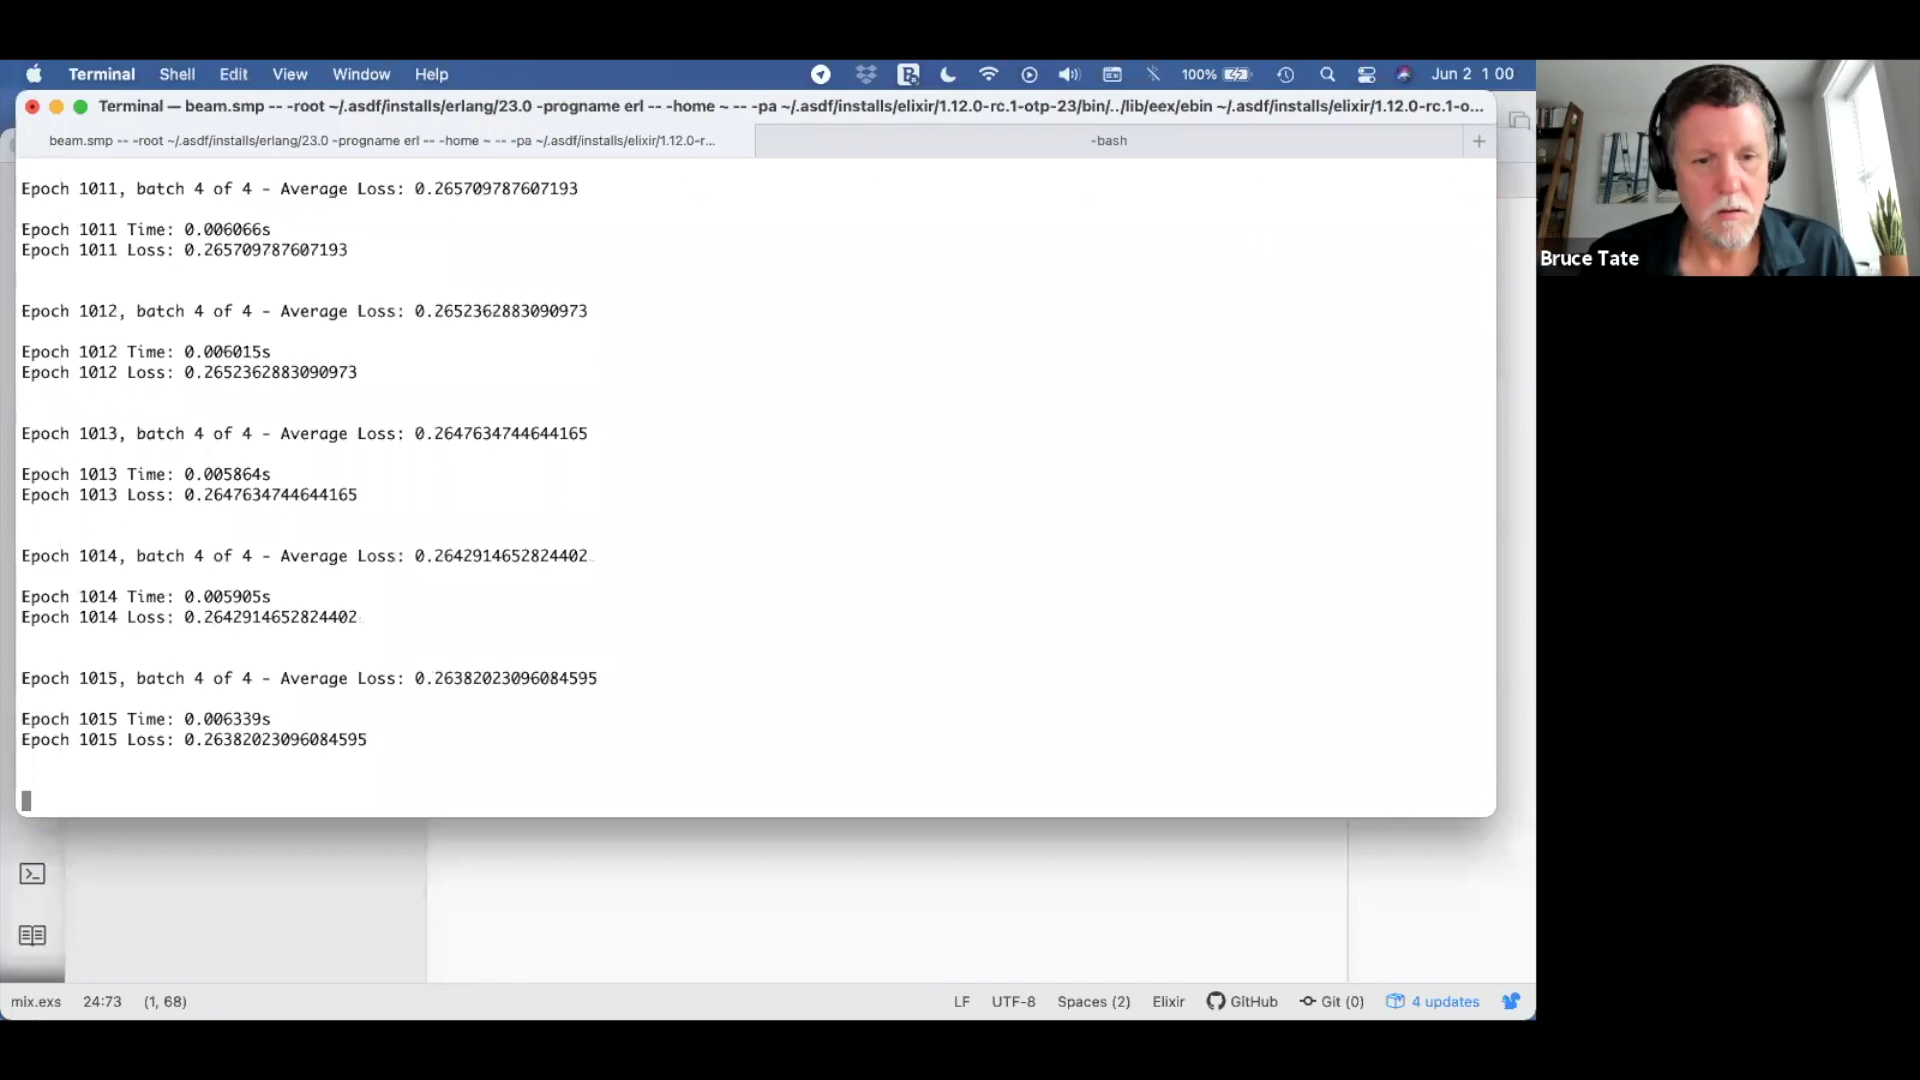 Terminal Shell Edit View Window Help 100% Jun 2 1 00
Terminal — beam.smp -- -root ~/.asdf/installs/erlang/23.0 -progname erl -- -home ~ -- -pa ~/.asdf/installs/elixir/1.12.0-rc.1-otp-23/bin/../lib/eex/ebin ~/.asdf/installs/elixir/1.12.0-rc.1-o...
beam.smp -- -root ~/.asdf/installs/erlang/23.0 -progname erl -- -home ~ -- -pa ~/.asdf/installs/elixir/1.12.0-r... -bash +
Epoch 1011, batch 4 of 4 - Average Loss: 0.265709787607193
Epoch 1011 Time: 0.006066s
Epoch 1011 Loss: 0.265709787607193
Epoch 1012, batch 4 of 4 - Average Loss: 0.2652362883090973
Epoch 1012 Time: 0.006015s
Epoch 1012 Loss: 0.2652362883090973
Epoch 1013, batch 4 of 4 - Average Loss: 0.2647634744644165
Epoch 1013 Time: 0.005864s
Epoch 1013 Loss: 0.2647634744644165
Epoch 1014, batch 4 of 4 - Average Loss: 0.2642914652824402
Epoch 1014 Time: 0.005905s
Epoch 1014 Loss: 0.2642914652824402
Epoch 1015, batch 4 of 4 - Average Loss: 0.26382023096084595
Epoch 1015 Time: 0.006339s
Epoch 1015 Loss: 0.26382023096084595
mix.exs 24:73 (1, 68) LF UTF-8 Spaces (2) Elixir GitHub Git (0) 4 updates
Bruce Tate